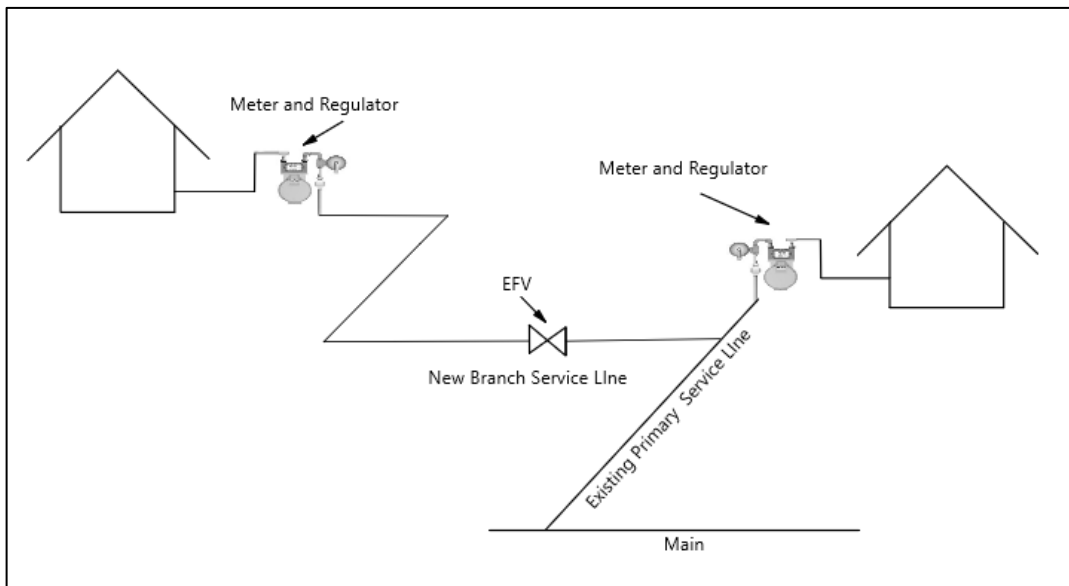 Meter and Regulator
Meter and Regulator
EFV
New Branch Service LIne
Existing Primary Service LIne
Main